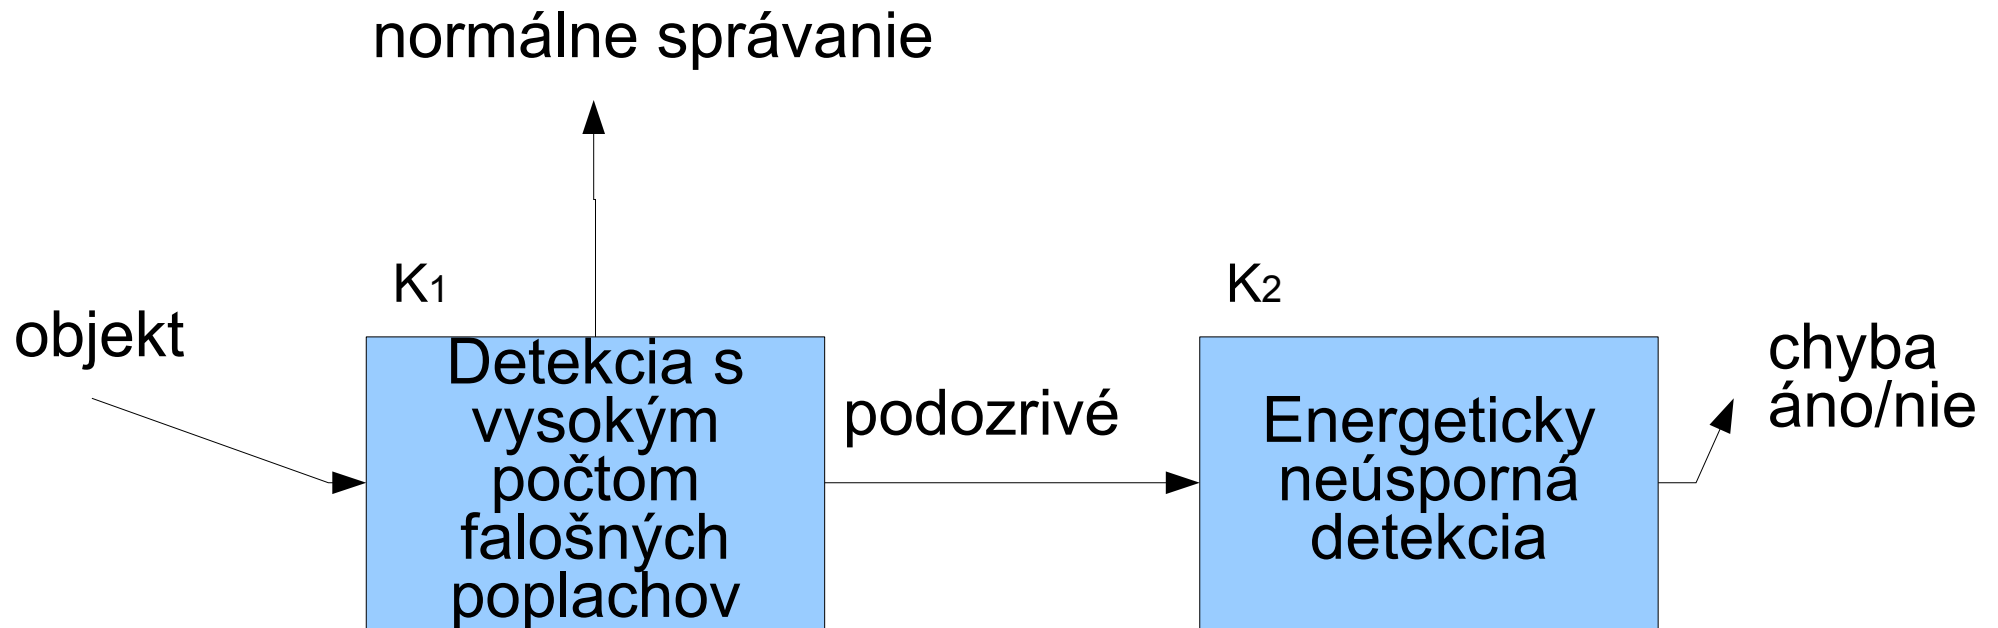 normálne správanie
K1
K2
objekt
Detekcia s
vysokým
počtom
falošných
poplachov
podozrivé
Energeticky
neúsporná
detekcia
chyba
áno/nie